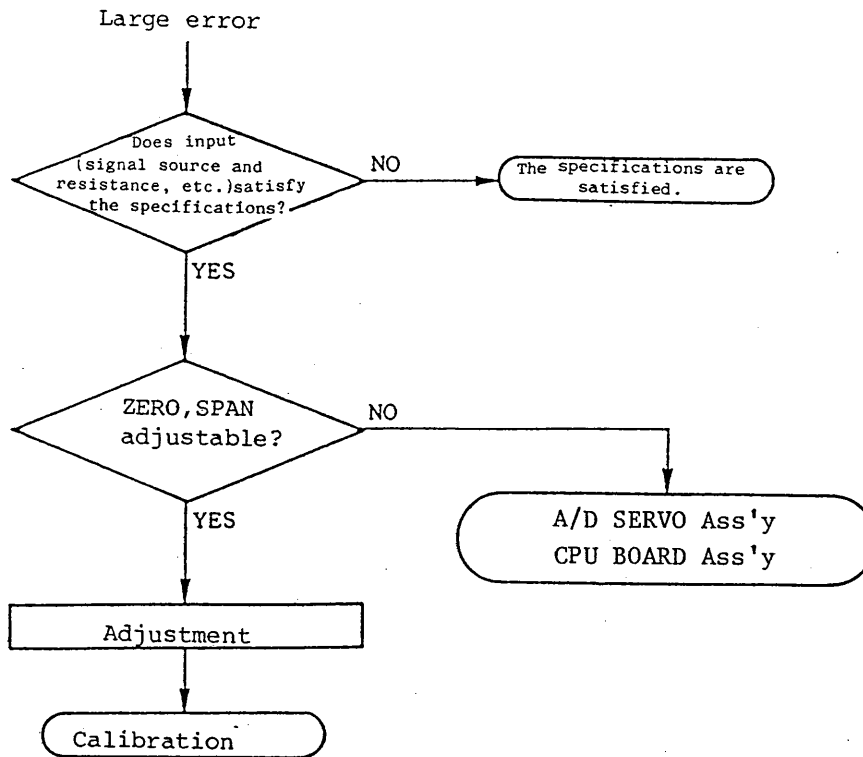 Large error
Does input
(signal source and
resistance, etc.)satisfy
the specifications?
NO
The specifications are
satisfied.
YES
ZERO,SPAN
adjustable?
NO
A/D SERVO Ass'y
CPU BOARD Ass'y
YES
Adjustment
Calibration